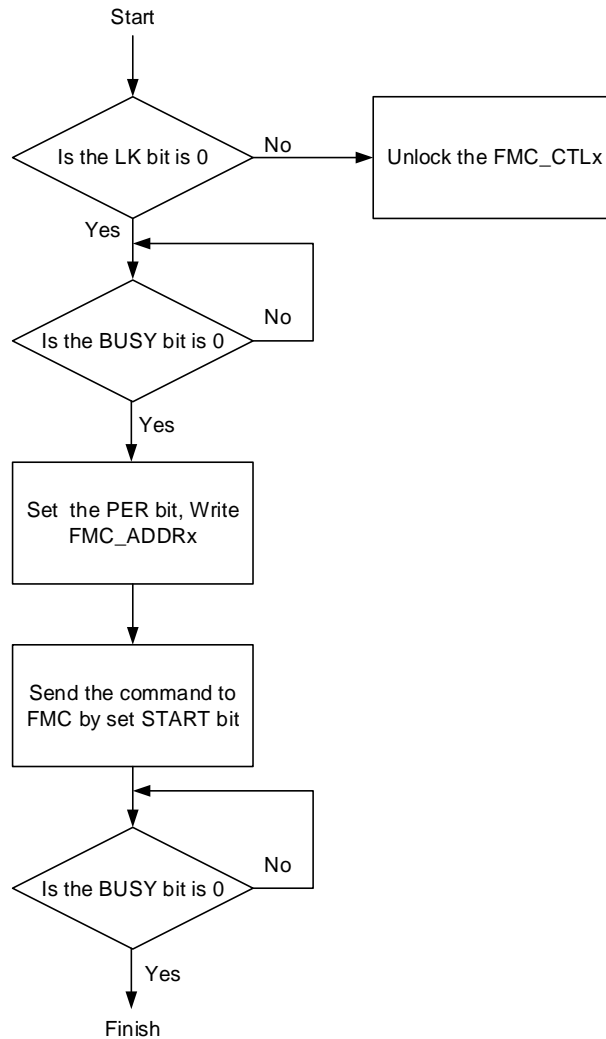 Start
Is the LK bit is 0
No
Unlock the FMC_CTLx
Yes
Is the BUSY bit is 0
No
Yes
Set the PER bit, Write
FMC_ADDRx
Send the command to
FMC by set START bit
Is the BUSY bit is 0
No
Yes
Finish